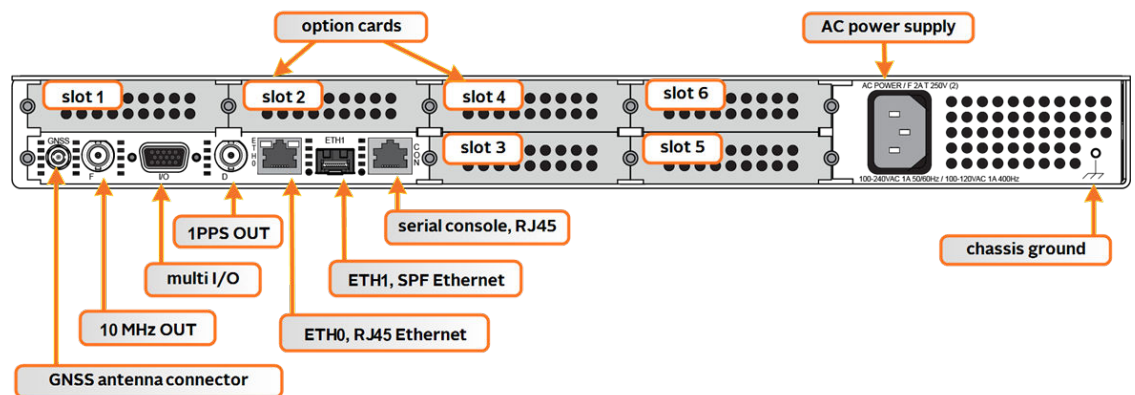 option cards
AC power supply
slot 1
slot 2
slot 4
slot 6
AC POWER / F 2A T 250V (2)
GNSS
F
I/O
D
ETH0
ETH1
CON
slot 3
slot 5
100-240VAC 1A 50/60Hz / 100-120VAC 1A 400Hz
1PPS OUT
serial console, RJ45
chassis ground
multi I/O
ETH1, SPF Ethernet
10 MHz OUT
ETH0, RJ45 Ethernet
GNSS antenna connector